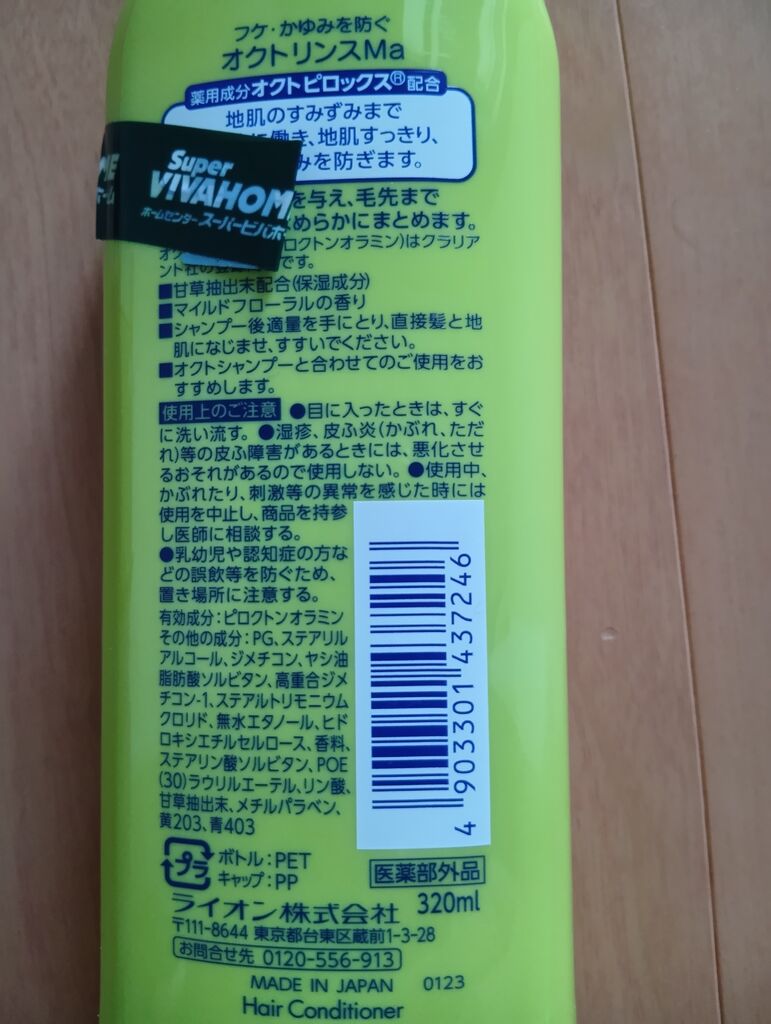 フケ・かゆみを防ぐ
オクトリンスMa
薬用成分オクトピロックス®配合
地肌のすみずみまで
働き、地肌すっきり、
みを防ぎます。
を与え、毛先まで
めらかにまとめます。
ロクトンオラミン)はクラリア
ント社の
です。
■甘草抽出末配合(保湿成分)
■マイルドフローラルの香り
■シャンプー後適量を手にとり、直接髪と地
肌になじませ、すすいでください。
■オクトシャンプーと合わせてのご使用をお
すすめします。
使用上のご注意 ●目に入ったときは、すぐ
に洗い流す。●湿疹、皮ふ炎(かぶれ、ただ
れ)等の皮ふ障害があるときには、悪化させ
るおそれがあるので使用しない。●使用中、
かぶれたり、刺激等の異常を感じた時には
使用を中止し、商品を持参
し医師に相談する。
●乳幼児や認知症の方な
どの誤飲等を防ぐため、
置き場所に注意する。
有効成分:ピロクトンオラミン
その他の成分:PG、ステアリル
アルコール、ジメチコン、ヤシ油
脂肪酸ソルビタン、高重合ジメ
チコン-1、ステアルトリモニウム
クロリド、無水エタノール、ヒド
ロキシエチルセルロース、香料、
ステアリン酸ソルビタン、POE
(30)ラウリルエーテル、リン酸、
甘草抽出末、メチルパラベン、
黄203、青403
プラ
ボトル:PET
キャップ:PP
医薬部外品
ライオン株式会社 320ml
〒111-8644 東京都台東区蔵前1-3-28
お問合せ先 0120-556-913
MADE IN JAPAN 0123
Hair Conditioner
Super
VIVAHOM
ホームセンター スーパービバホ
4 903301 437246